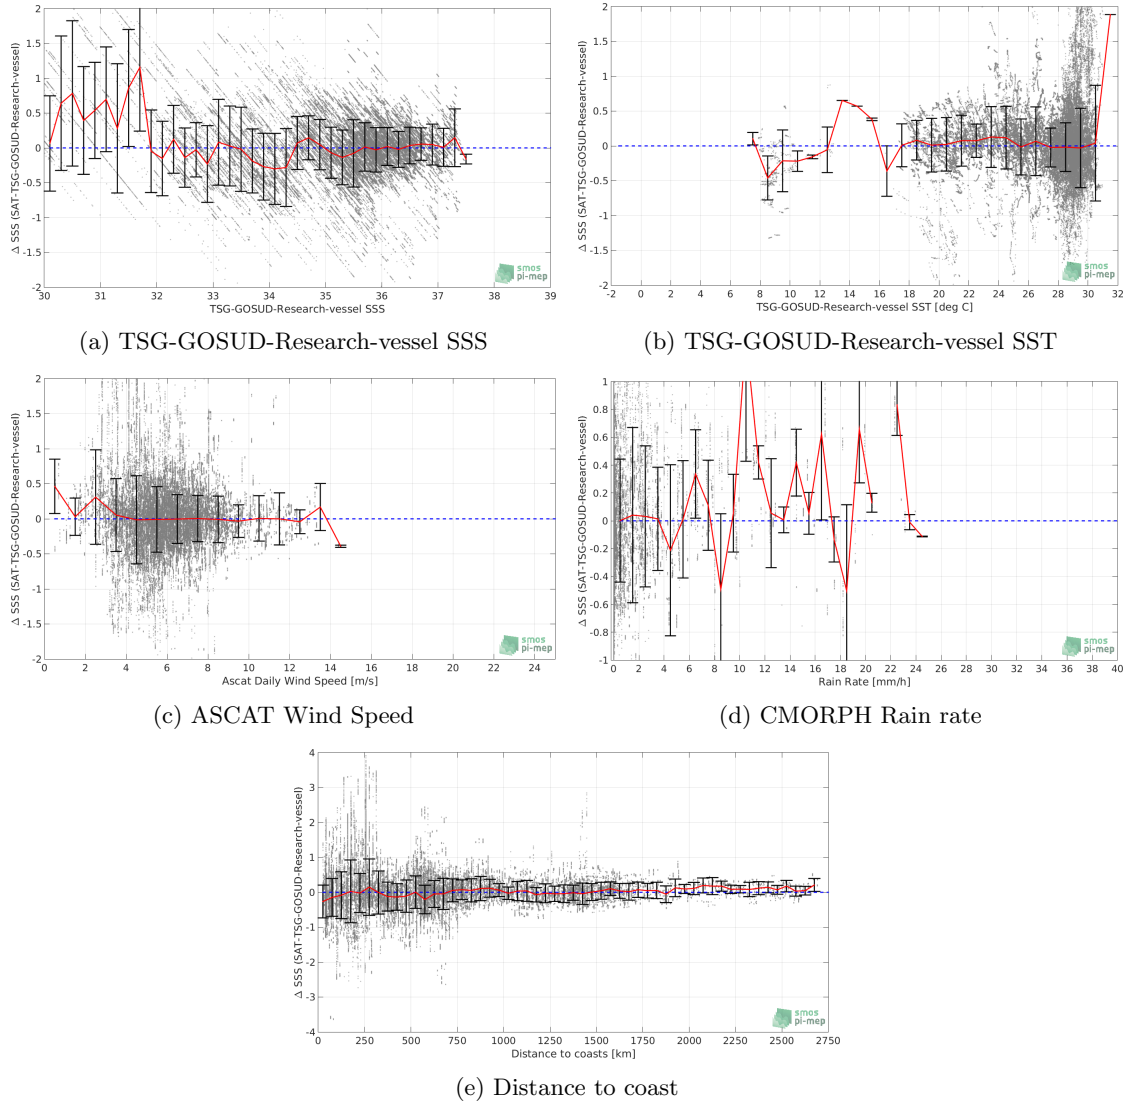 2
1.5
1
0.5
0
-0.5
-1
-1.5
-2
Δ SSS (SAT-TSG-GOSUD-Research-vessel)
30 31 32 33 34 35 36 37 38 39
TSG-GOSUD-Research-vessel SSS
smos
pi-mep
(a) TSG-GOSUD-Research-vessel SSS
2
1.5
1
0.5
0
-0.5
-1
-1.5
-2
Δ SSS (SAT-TSG-GOSUD-Research-vessel)
-2 0 2 4 6 8 10 12 14 16 18 20 22 24 26 28 30 32
TSG-GOSUD-Research-vessel SST [deg C]
smos
pi-mep
(b) TSG-GOSUD-Research-vessel SST
2
1.5
1
0.5
0
-0.5
-1
-1.5
-2
Δ SSS (SAT-TSG-GOSUD-Research-vessel)
0 2 4 6 8 10 12 14 16 18 20 22 24
Ascat Daily Wind Speed [m/s]
smos
pi-mep
(c) ASCAT Wind Speed
1
0.8
0.6
0.4
0.2
0
-0.2
-0.4
-0.6
-0.8
-1
Δ SSS (SAT-TSG-GOSUD-Research-vessel)
0 2 4 6 8 10 12 14 16 18 20 22 24 26 28 30 32 34 36 38 40
Rain Rate [mm/h]
smos
pi-mep
(d) CMORPH Rain rate
4
3
2
1
0
-1
-2
-3
-4
Δ SSS (SAT-TSG-GOSUD-Research-vessel)
0 250 500 750 1000 1250 1500 1750 2000 2250 2500 2750
Distance to coasts [km]
smos
pi-mep
(e) Distance to coast